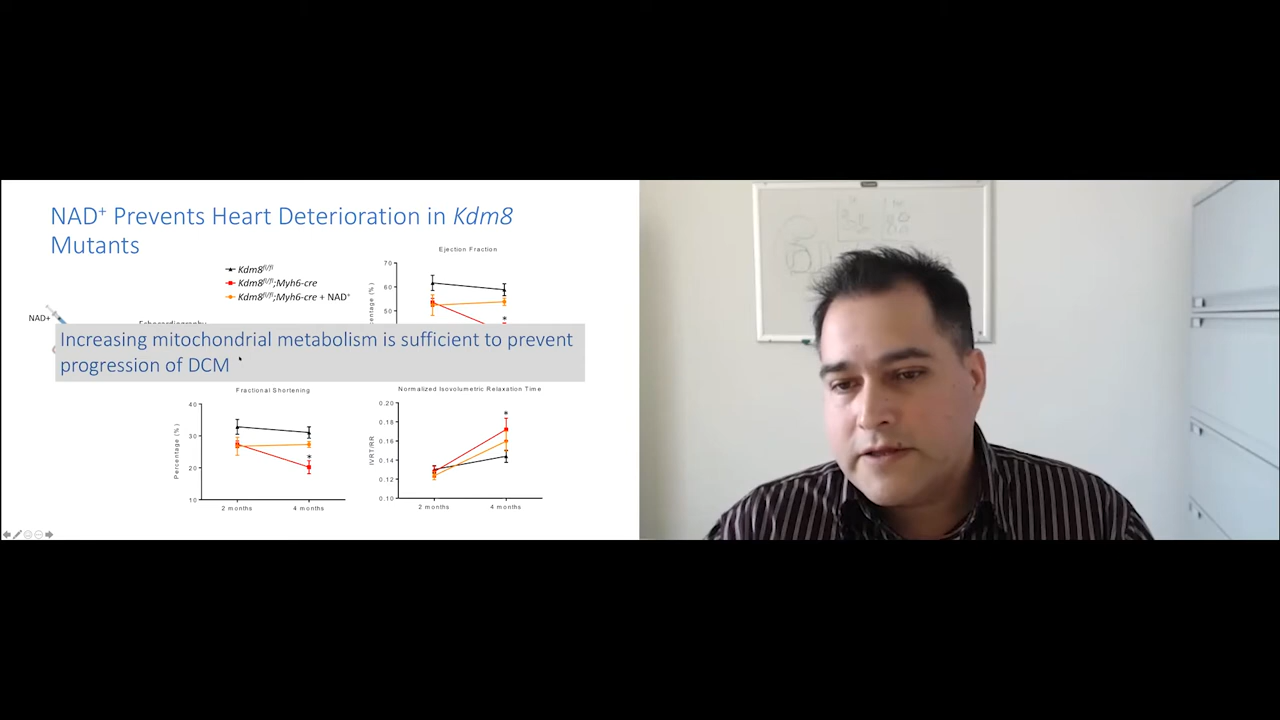 NAD⁺ Prevents Heart Deterioration in Kdm8
Mutants
Kdm8fl/fl
Kdm8fl/fl;Myh6-cre
Kdm8fl/fl;Myh6-cre + NAD⁺
NAD+
Ejection Fraction
70
60
50
Increasing mitochondrial metabolism is sufficient to prevent
progression of DCM
Fractional Shortening
Percentage (%)
40
30
20
10
*
2 months
4 months
Normalized Isovolumetric Relaxation Time
IVRT/RR
0.20
0.18
0.16
0.14
0.12
0.10
*
2 months
4 months